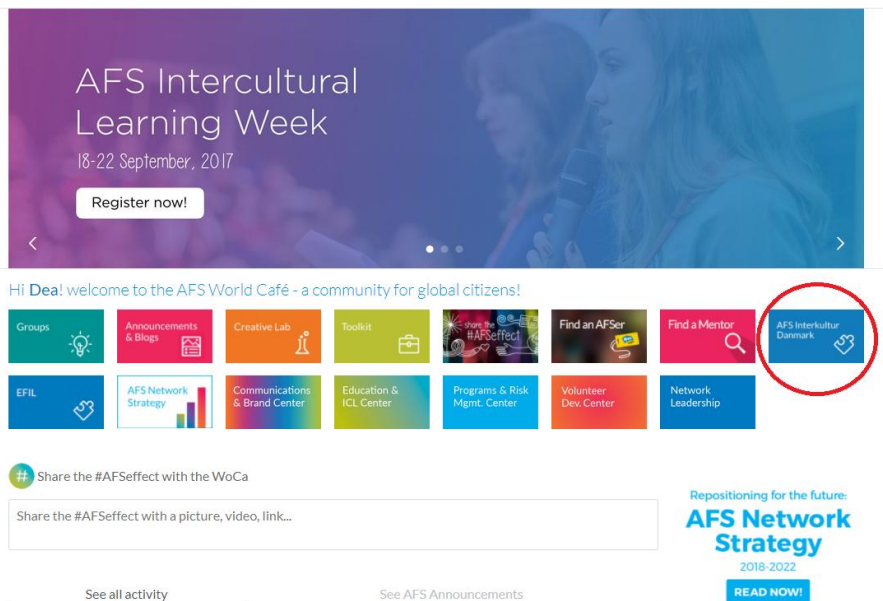 AFS Intercultural
Learning Week
18-22 September, 2017
Register now!
Hi Dea! welcome to the AFS World Café - a community for global citizens!
Groups
Announcements
& Blogs
Creative Lab
Toolkit
share the
#AFSeffect
Find an AFSer
Find a Mentor
AFS Interkultur
Danmark
EFIL
AFS Network
Strategy
Communications
& Brand Center
Education &
ICL Center
Programs & Risk
Mgmt. Center
Volunteer
Dev. Center
Network
Leadership
# Share the #AFSeffect with the WoCa
Share the #AFSeffect with a picture, video, link...
Repositioning for the future:
AFS Network
Strategy
2018-2022
READ NOW!
See all activity
See AFS Announcements